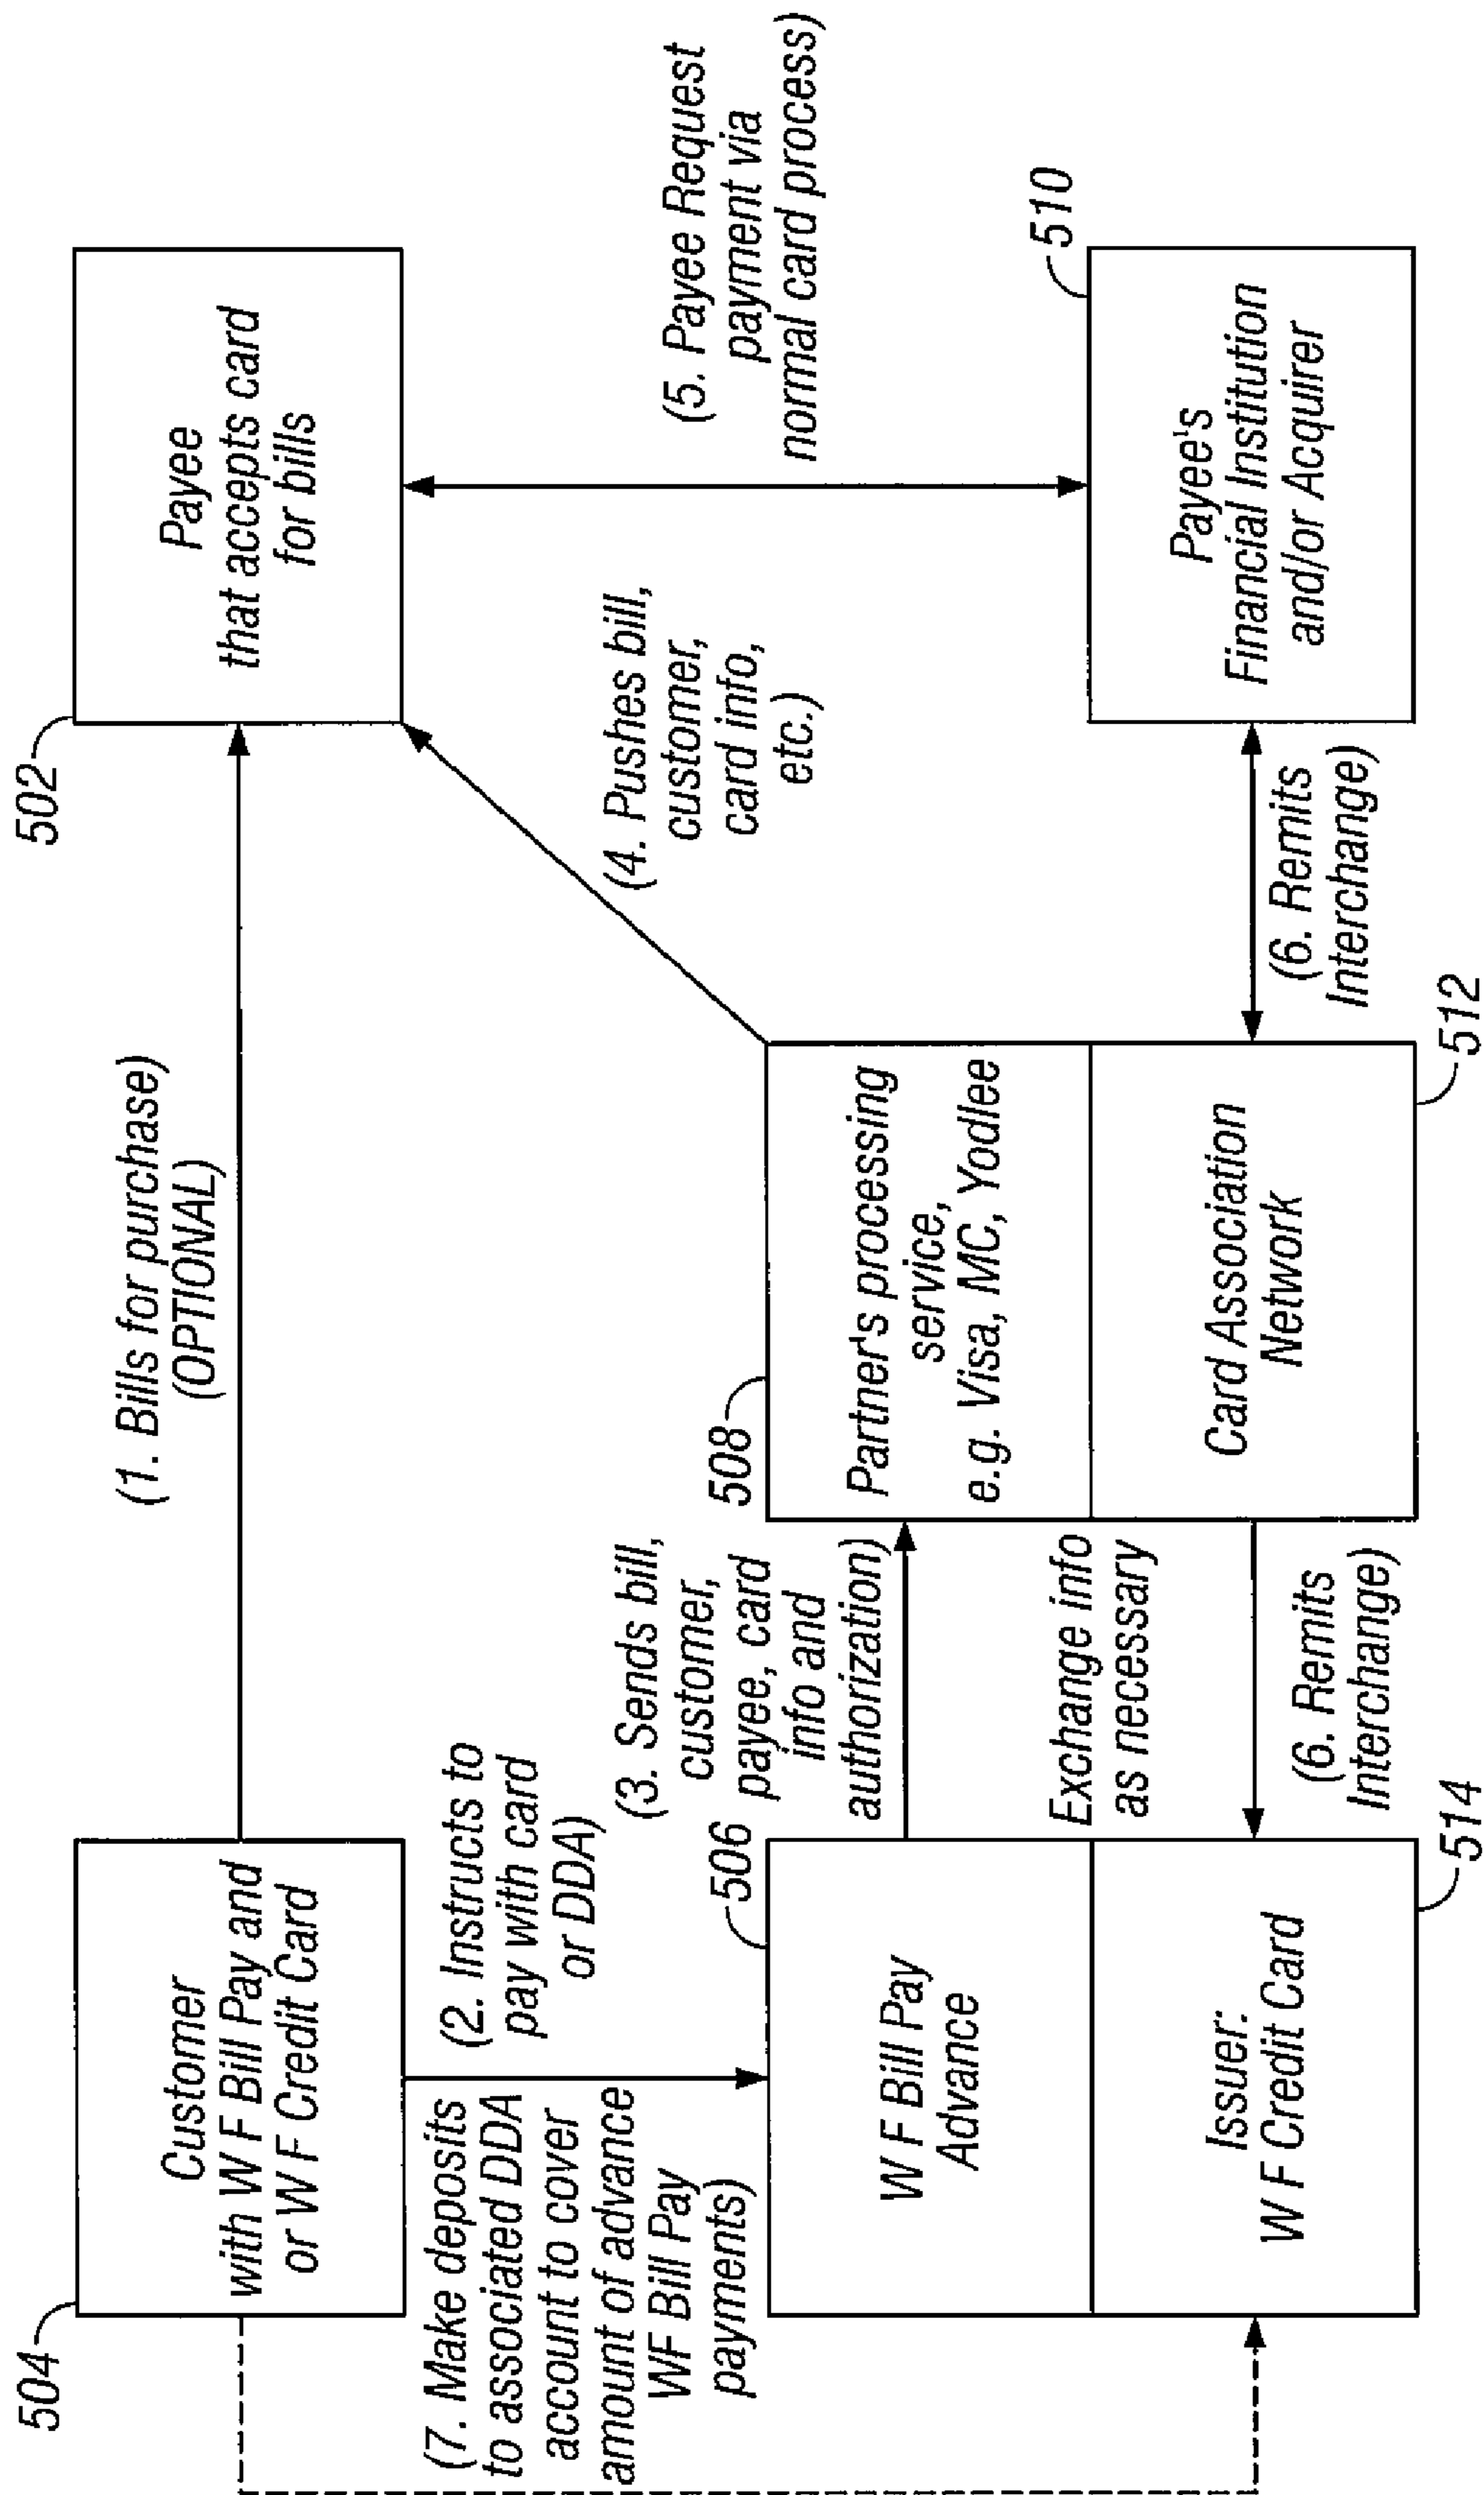 504
Customer
with W F Bill Pay and
or W F Credit Card
(1. Bills for purchase)
(OPTIONAL)
502
Payee
that accepts card
for bills
(7. Make deposits
to associated DDA
account to cover
amount of advance
WF Bill Pay
payments)
(2. Instructs to
pay with card
or DDA)
(3. Sends bill,
customer,
payee, card
info and
authorization)
(4. Pushes bill,
customer,
card info,
etc.)
(5. Payee Request
payment via
normal card process)
506
W F Bill Pay
Advance
508
Partner's processing
service,
e.g. Visa, MC, Yodlee
510
Payee's
Financial Institution
and/or Acquirer
Exchange info
as necessary
Issuer:
W F Credit Card
514
(6. Remits
Interchange)
Card Association
Network
512
(6. Remits
Interchange)